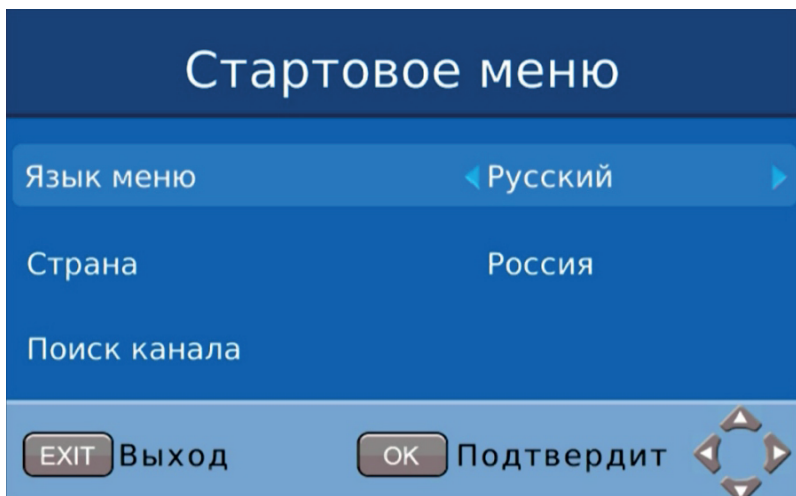 Стартовое меню
Язык меню Русский
Страна Россия
Поиск канала
EXIT Выход OK Подтвердит